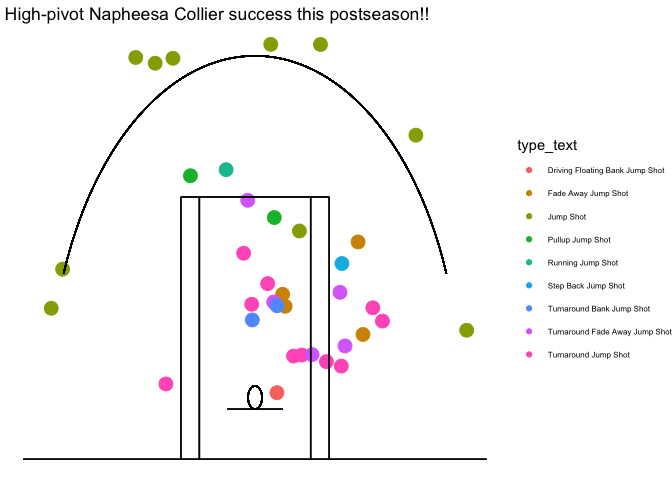 High-pivot Napheesa Collier success this postseason!!
type_text
Driving Floating Bank Jump Shot
Fade Away Jump Shot
Jump Shot
Pullup Jump Shot
Running Jump Shot
Step Back Jump Shot
Turnaround Bank Jump Shot
Turnaround Fade Away Jump Shot
Turnaround Jump Shot